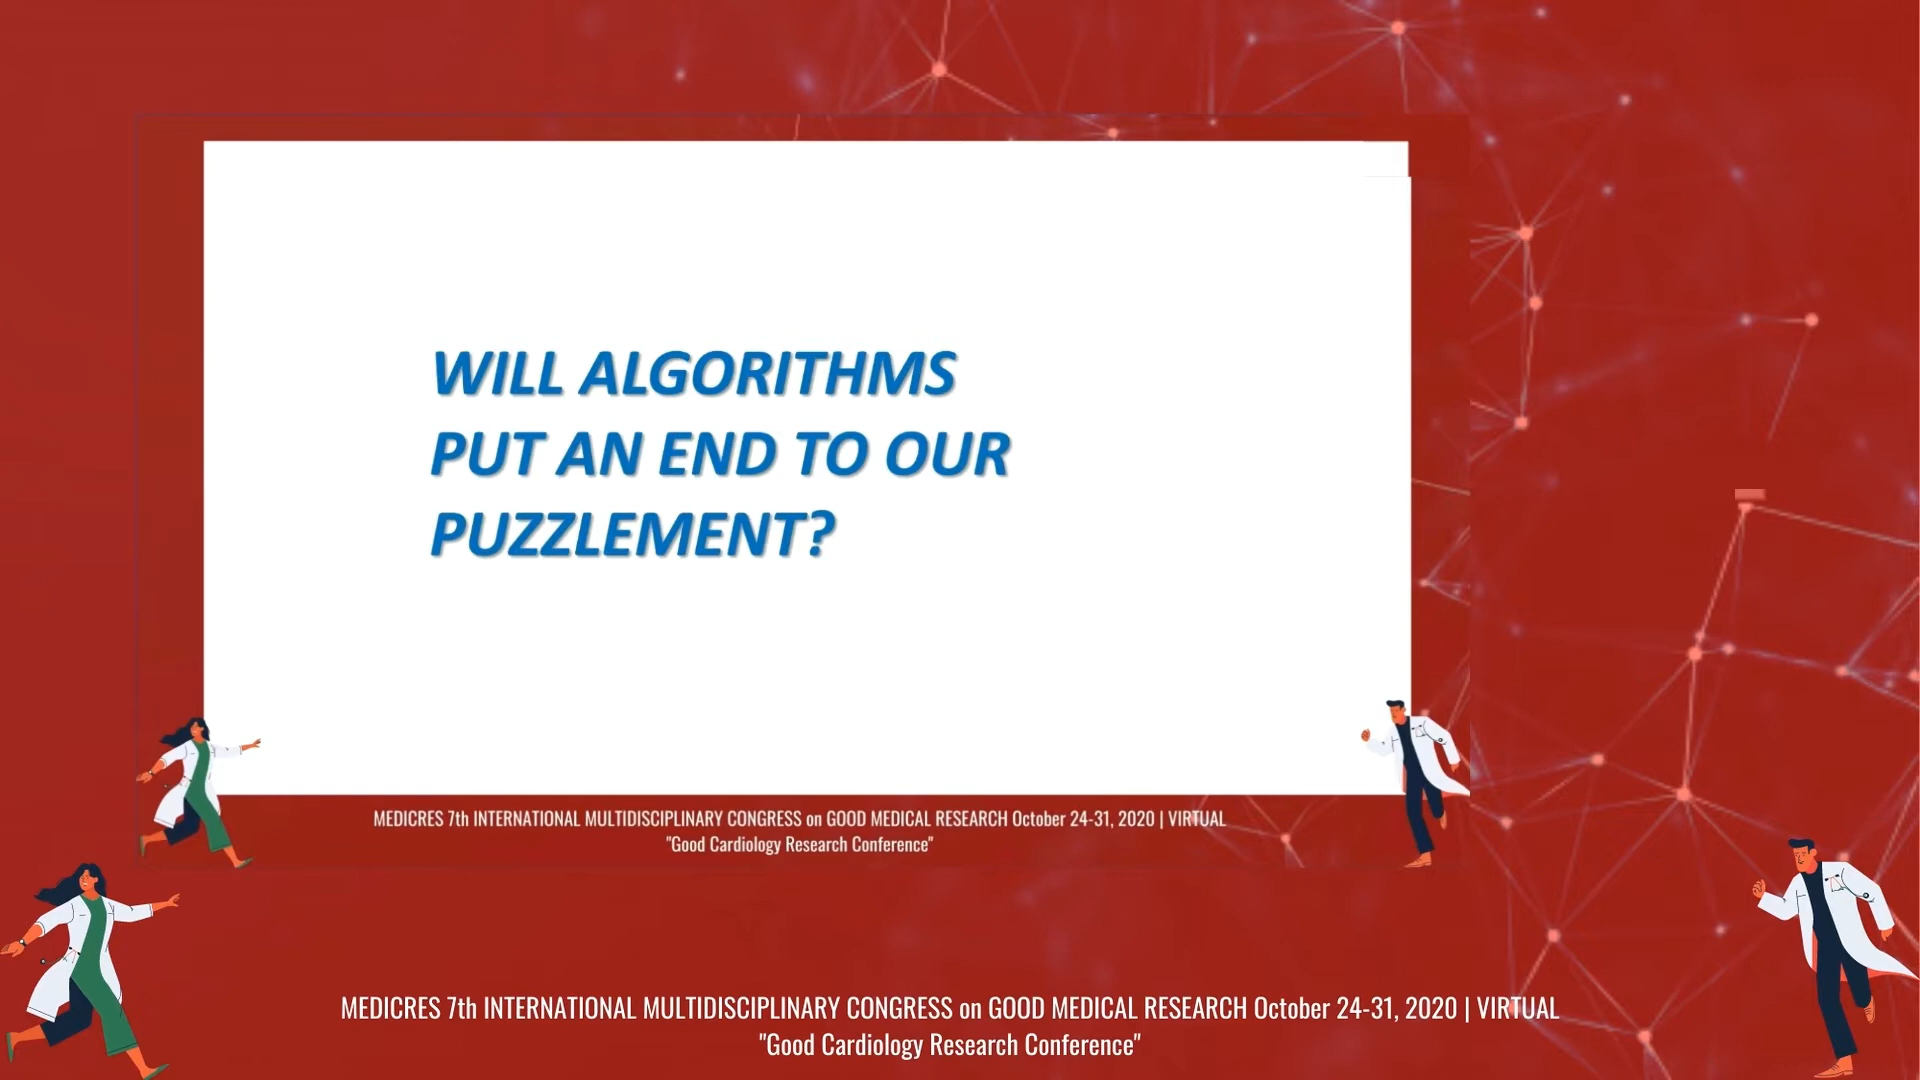 WILL ALGORITHMS
PUT AN END TO OUR
PUZZLEMENT?
MEDICRES 7th INTERNATIONAL MULTIDISCIPLINARY CONGRESS on GOOD MEDICAL RESEARCH October 24-31, 2020 | VIRTUAL
"Good Cardiology Research Conference"
MEDICRES 7th INTERNATIONAL MULTIDISCIPLINARY CONGRESS on GOOD MEDICAL RESEARCH October 24-31, 2020 | VIRTUAL
"Good Cardiology Research Conference"